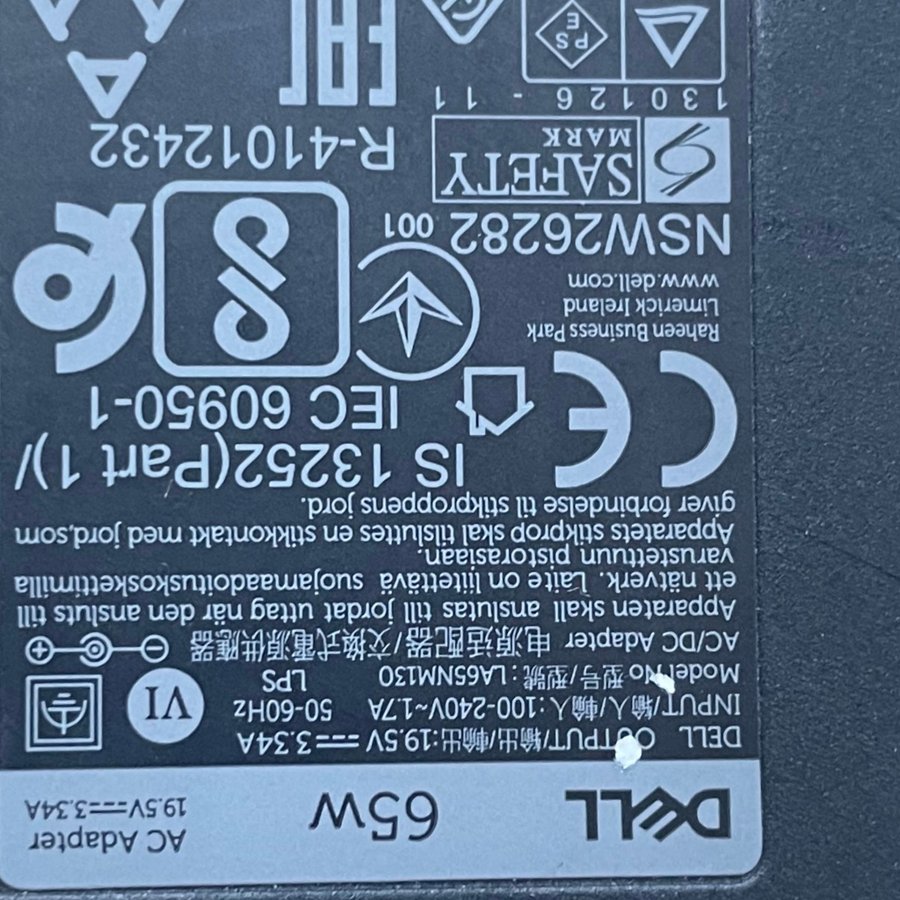 DELL 65W AC Adapter
19.5V⎓3.34A
DELL OUTPUT/输出/輸出:19.5V⎓3.34A
INPUT/输入/輸入:100-240V~1.7A 50-60Hz
Model No 型号/型號:LA65NM130 LPS
VI
AC/DC Adapter 电源适配器/交換式電源供應器
Apparaten skall anslutas till jordat uttag när den ansluts till
ett nätverk. Laite on liitettävä suojamaadoituskoskettimilla
varustettuun pistorasiaan.
Apparatets stikprop skal tilsluttes en stikkontakt med jord,som
giver forbindelse til stikproppens jord.
CE
IS 13252(Part 1)/
IEC 60950-1
Raheen Business Park
Limerick Ireland
www.dell.com
001
NSW26282
SAFETY
MARK
R-41012432
130126-11
PS
E
EAC